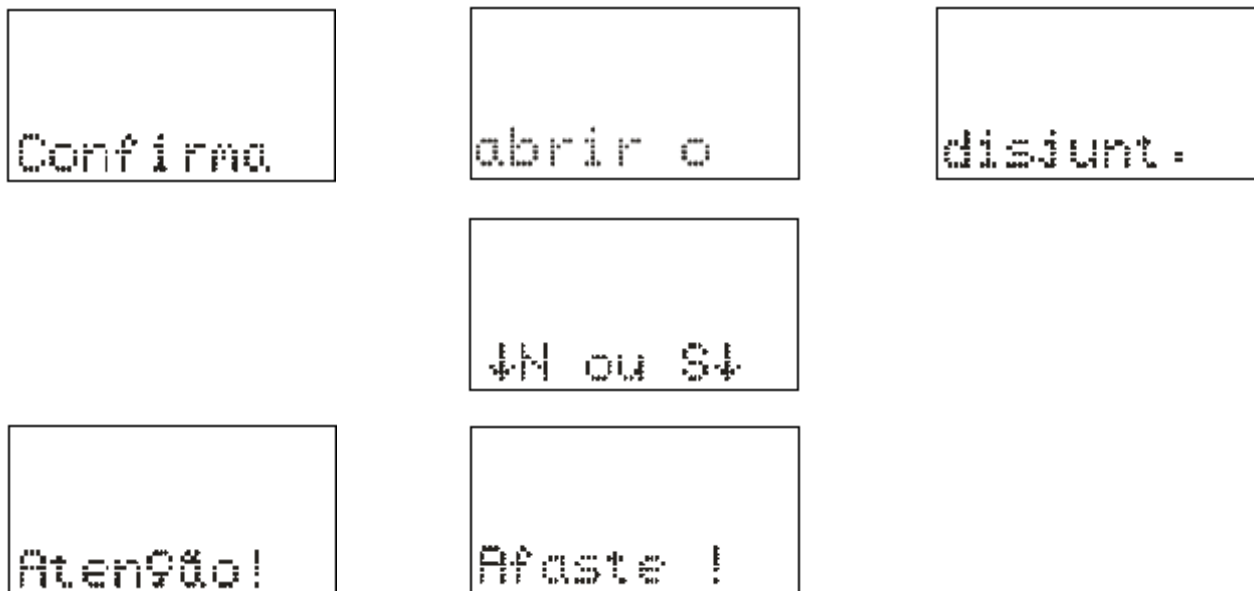 Confirma
abrir o
disjunt.
↓N ou S↓
Atenção!
Afaste !